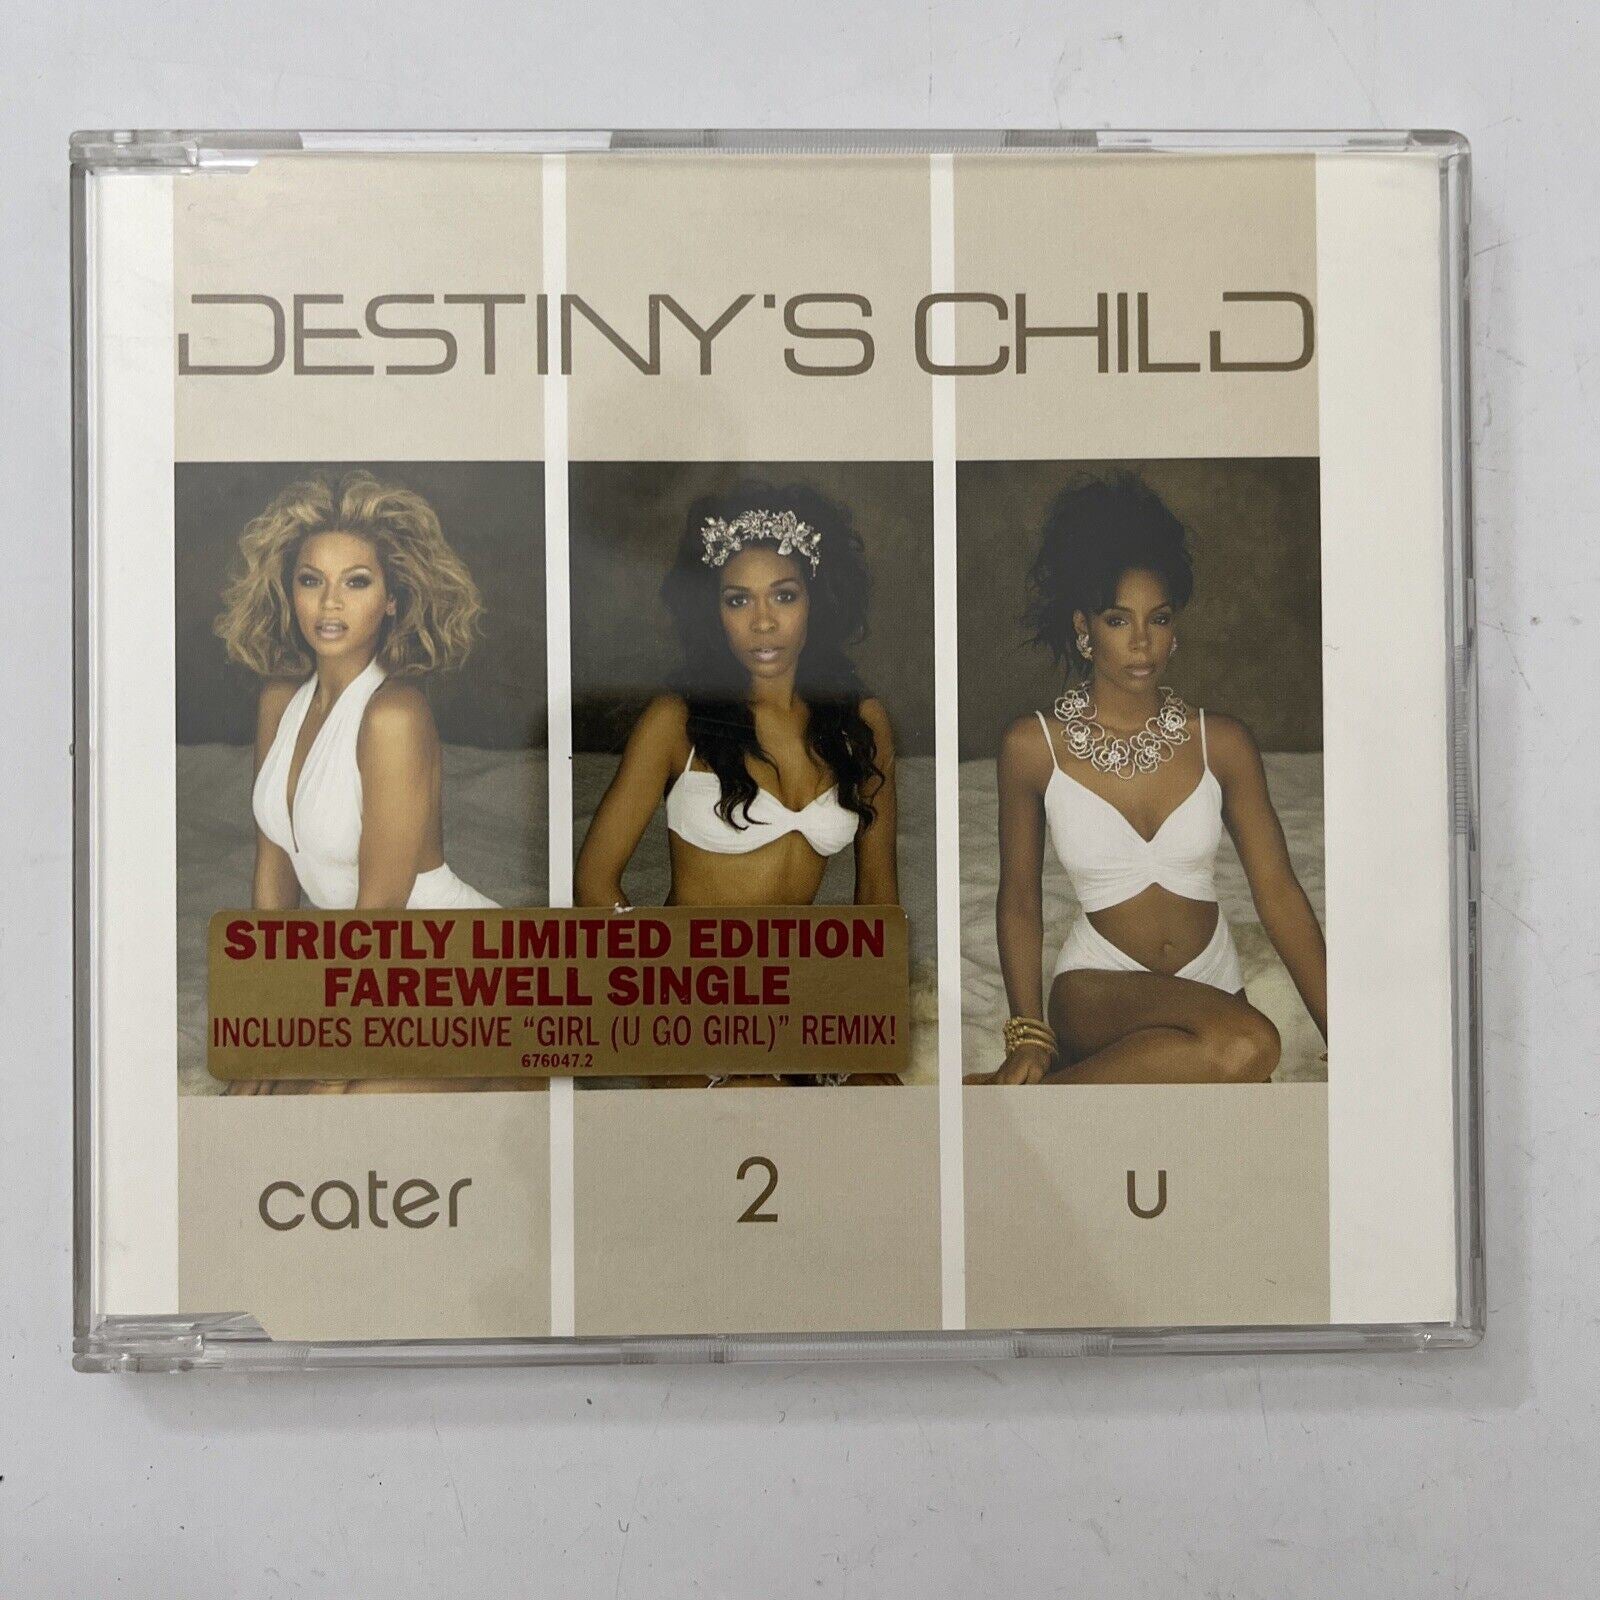 DESTINY'S CHILD
STRICTLY LIMITED EDITION
FAREWELL SINGLE
INCLUDES EXCLUSIVE “GIRL (U GO GIRL)” REMIX!
676047.2
cater 2 u